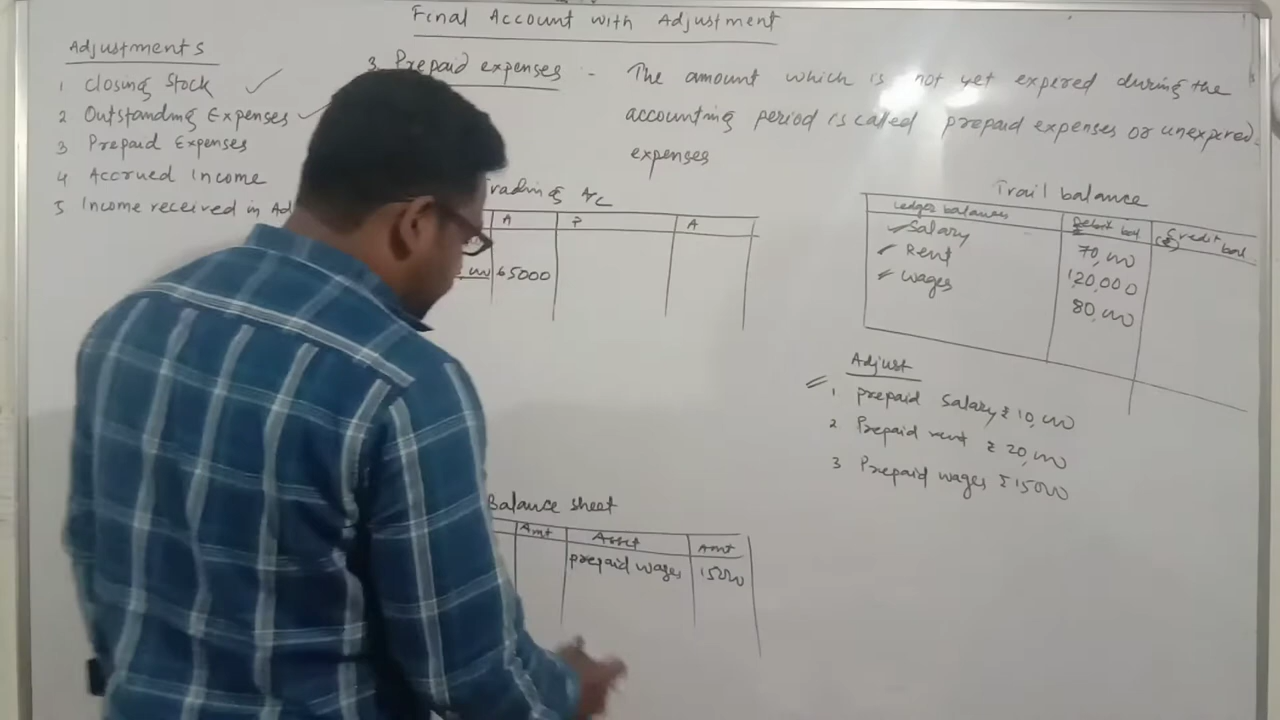 Final Account with Adjustment
Adjustments
1 Closing Stock
2 Outstanding Expenses
3 Prepaid Expenses
4 Accrued Income
5 Income received in Ad
3. Prepaid expenses - The amount which is not yet expered during the
accounting period is called prepaid expenses or unexpered
expenses
Trading A/c
A P A
65000
Trail balance
Ledger balances Debit bal Credit bal
Salary 70,000
Rent 1,20,000
Wages 80,000
Adjust
1. prepaid Salary ₹ 10,000
2. Prepaid rent ₹ 20,000
3 Prepaid wages ₹ 15000
Balance sheet
Amt Asset Amt
prepaid wages 15000